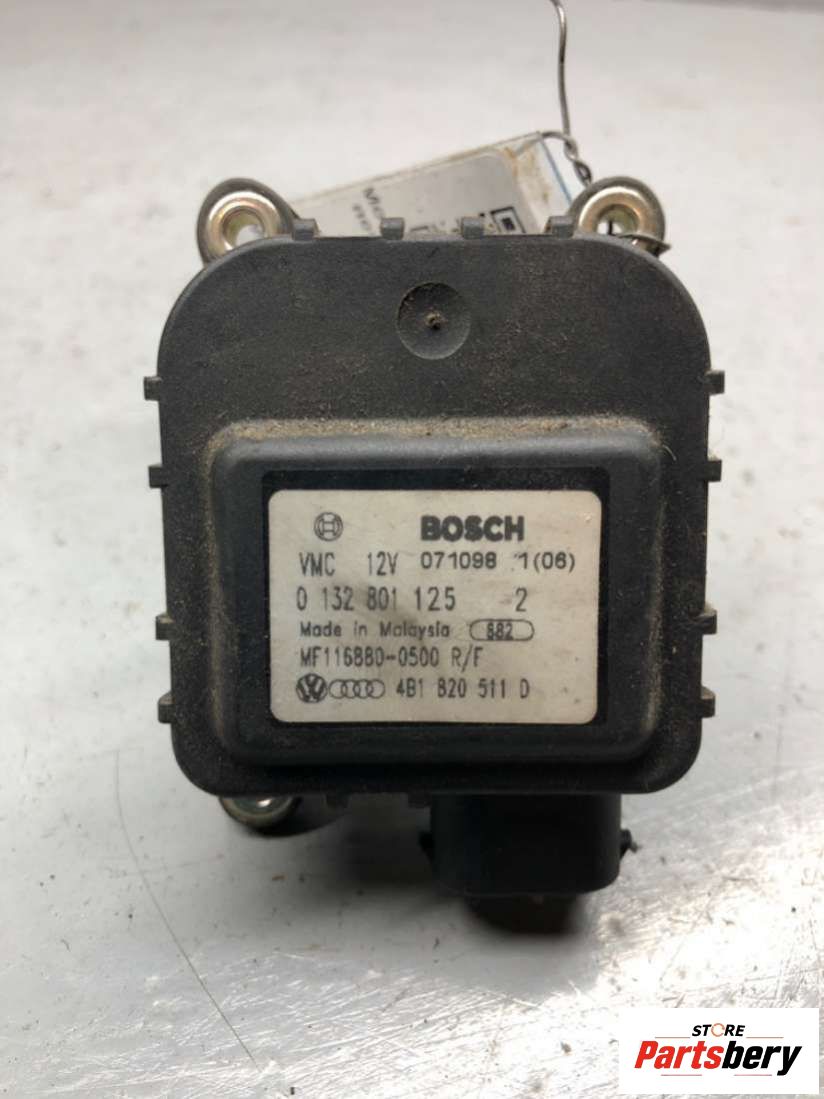 BOSCH
VMC 12V 071098 1(06)
0 132 801 125 2
Made in Malaysia 882
MF116880-0500 R/F
4B1 820 511 D
STORE
Partsbery